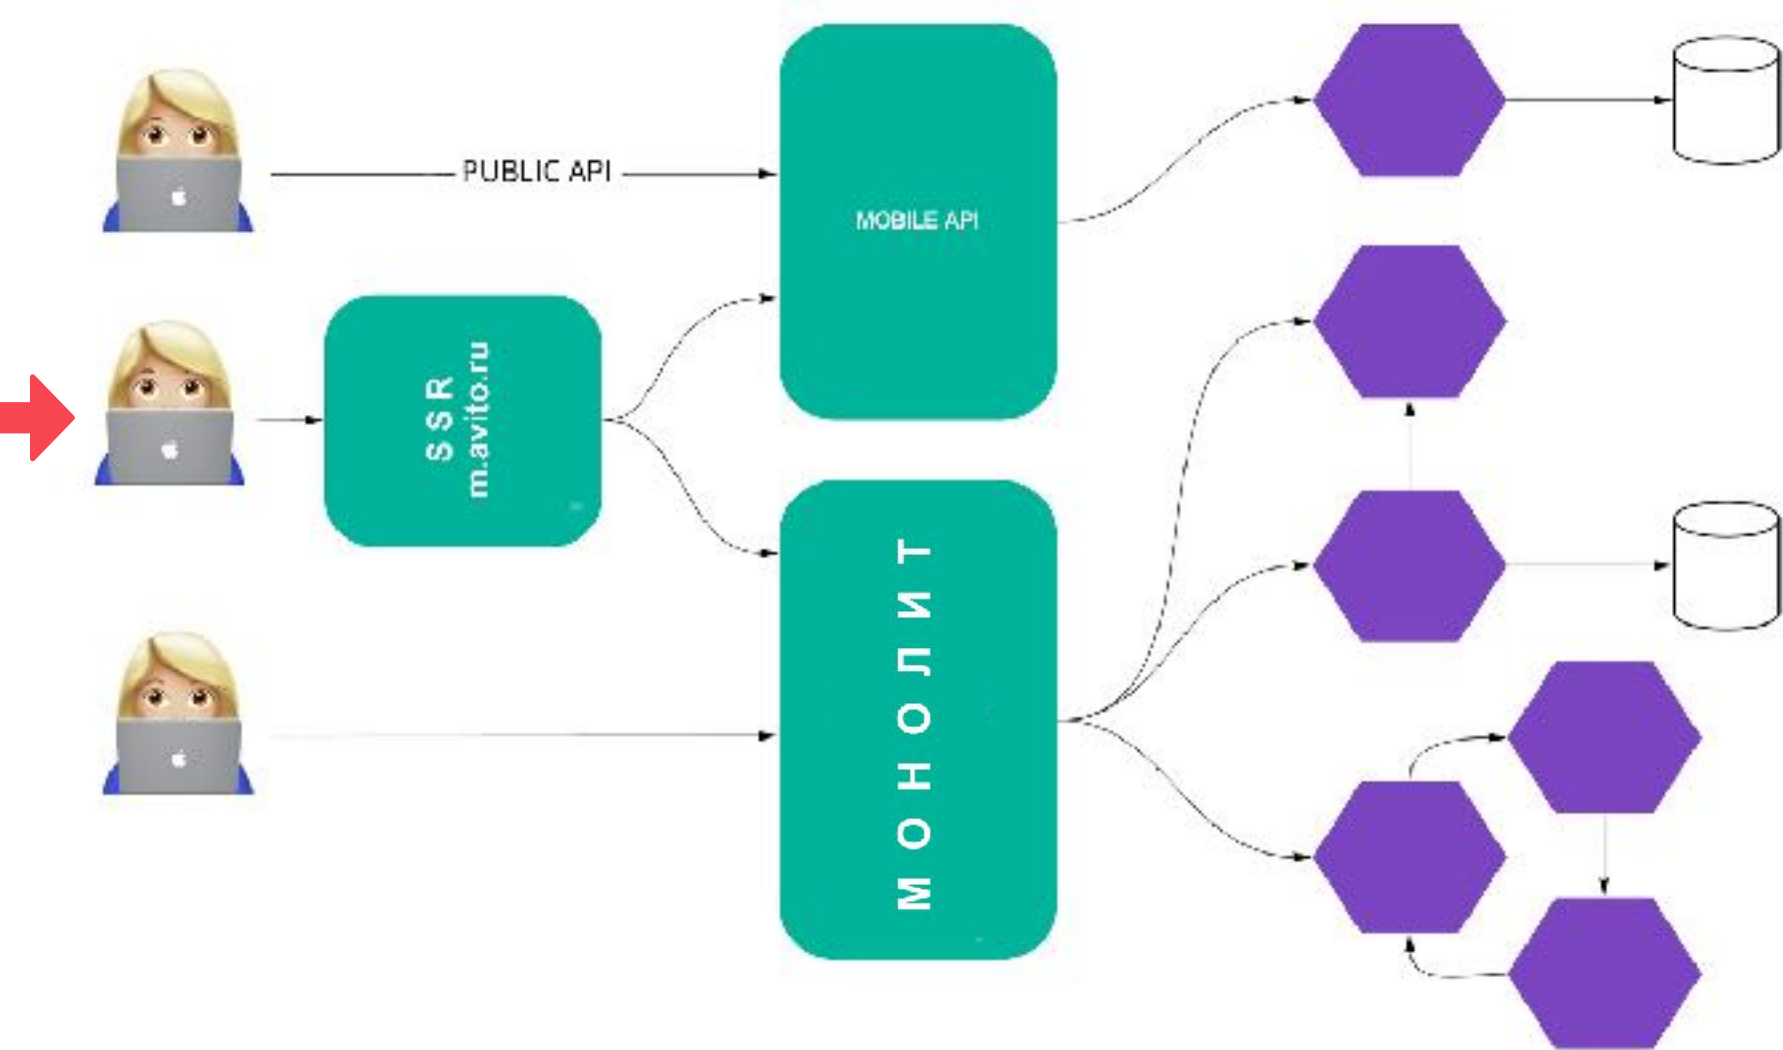 PUBLIC API
MOBILE API
SSR
m.avito.ru
МОНОЛИТ